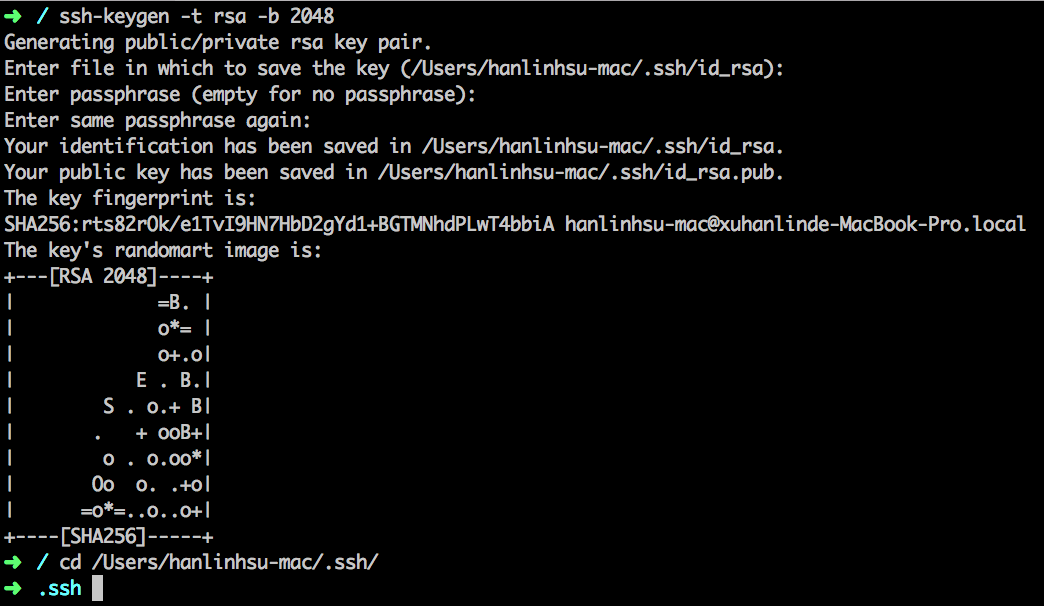 ➜ / ssh-keygen -t rsa -b 2048
Generating public/private rsa key pair.
Enter file in which to save the key (/Users/hanlinhsu-mac/.ssh/id_rsa):
Enter passphrase (empty for no passphrase):
Enter same passphrase again:
Your identification has been saved in /Users/hanlinhsu-mac/.ssh/id_rsa.
Your public key has been saved in /Users/hanlinhsu-mac/.ssh/id_rsa.pub.
The key fingerprint is:
SHA256:rts82rOk/e1TvI9HN7HbD2gYd1+BGTMNhdPLwT4bbiA hanlinhsu-mac@xuhanlinde-MacBook-Pro.local
The key's randomart image is:
+---[RSA 2048]----+
|             =B. |
|             o*= |
|             o+.o|
|           E . B.|
|        S . o.+ B|
|       .   + ooB+|
|        o . o.oo*|
|       Oo  o. .+o|
|      =o*=..o..o+|
+----[SHA256]-----+
➜ / cd /Users/hanlinhsu-mac/.ssh/
➜ .ssh